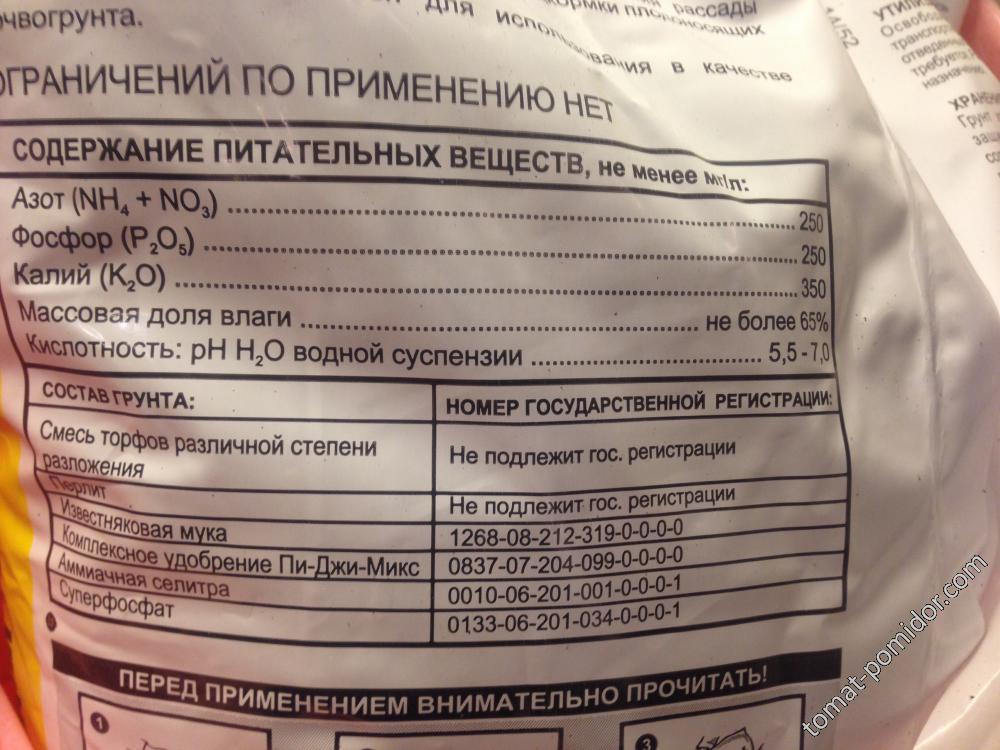 очвогрунта.
для использования в качестве
рассады
ОГРАНИЧЕНИЙ ПО ПРИМЕНЕНИЮ НЕТ
СОДЕРЖАНИЕ ПИТАТЕЛЬНЫХ ВЕЩЕСТВ, не менее мг/л:
Азот (NH₄ + NO₃) ........ 250
Фосфор (P₂O₅) ........ 250
Калий (K₂O) ........ 350
Массовая доля влаги ........ не более 65%
Кислотность: pH H₂O водной суспензии ........ 5,5 - 7,0
СОСТАВ ГРУНТА:
НОМЕР ГОСУДАРСТВЕННОЙ РЕГИСТРАЦИИ:
Смесь торфов различной степени
разложения
Не подлежит гос. регистрации
Перлит
Не подлежит гос. регистрации
Известняковая мука
1268-08-212-319-0-0-0-0
Комплексное удобрение Пи-Джи-Микс
0837-07-204-099-0-0-0-0
Аммиачная селитра
0010-06-201-001-0-0-0-1
Суперфосфат
0133-06-201-034-0-0-0-1
ПЕРЕД ПРИМЕНЕНИЕМ ВНИМАТЕЛЬНО ПРОЧИТАТЬ!
1
3
Грунт
tomat-pomidor.com